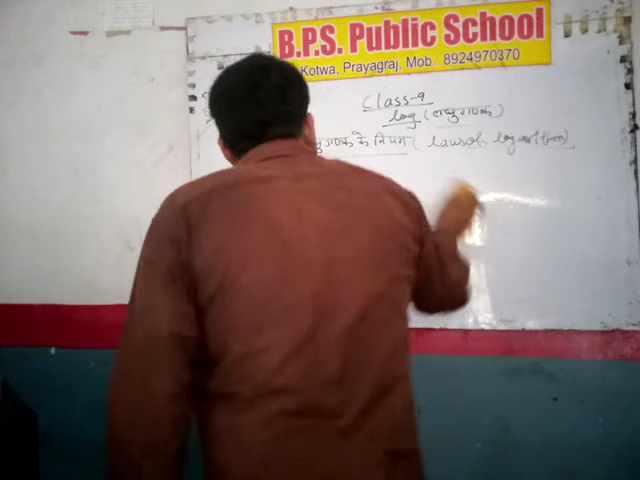 B.P.S. Public School
Kotwa, Prayagraj, Mob.: 8924970370
Class-9
log (लघुगणक)
के नियम (laws of logarithm)